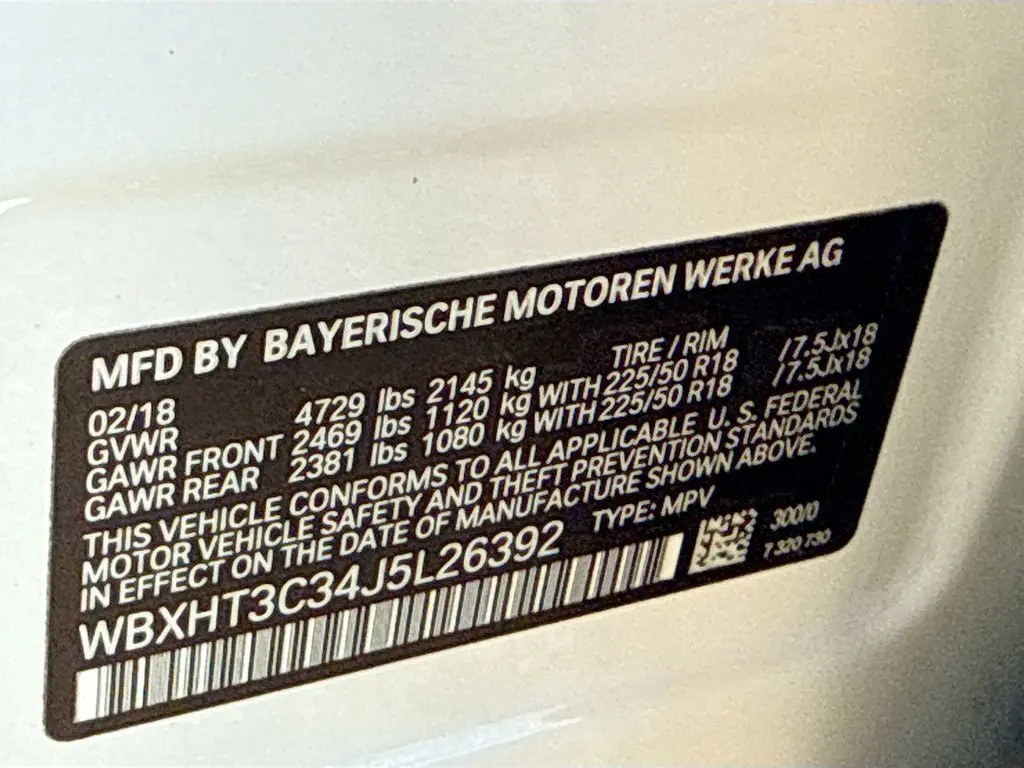 MFD BY BAYERISCHE MOTOREN WERKE AG
02/18 TIRE / RIM
GVWR 4729 lbs 2145 kg
GAWR FRONT 2469 lbs 1120 kg WITH 225/50 R18 /7.5Jx18
GAWR REAR 2381 lbs 1080 kg WITH 225/50 R18 /7.5Jx18
THIS VEHICLE CONFORMS TO ALL APPLICABLE U. S. FEDERAL
MOTOR VEHICLE SAFETY AND THEFT PREVENTION STANDARDS
IN EFFECT ON THE DATE OF MANUFACTURE SHOWN ABOVE.
WBXHT3C34J5L26392 TYPE: MPV
300/0
7 320 730